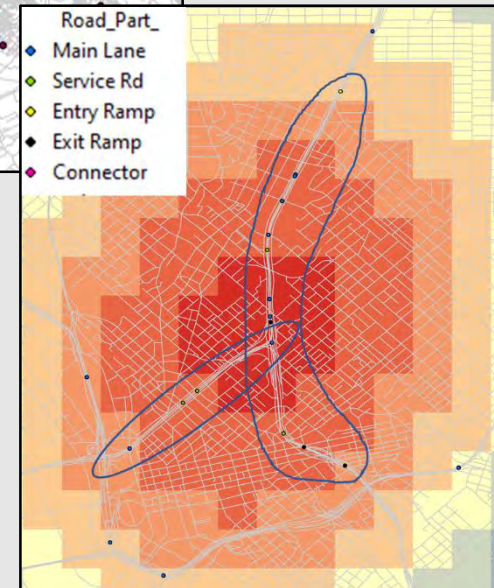 Road_Part_
Main Lane
Service Rd
Entry Ramp
Exit Ramp
Connector